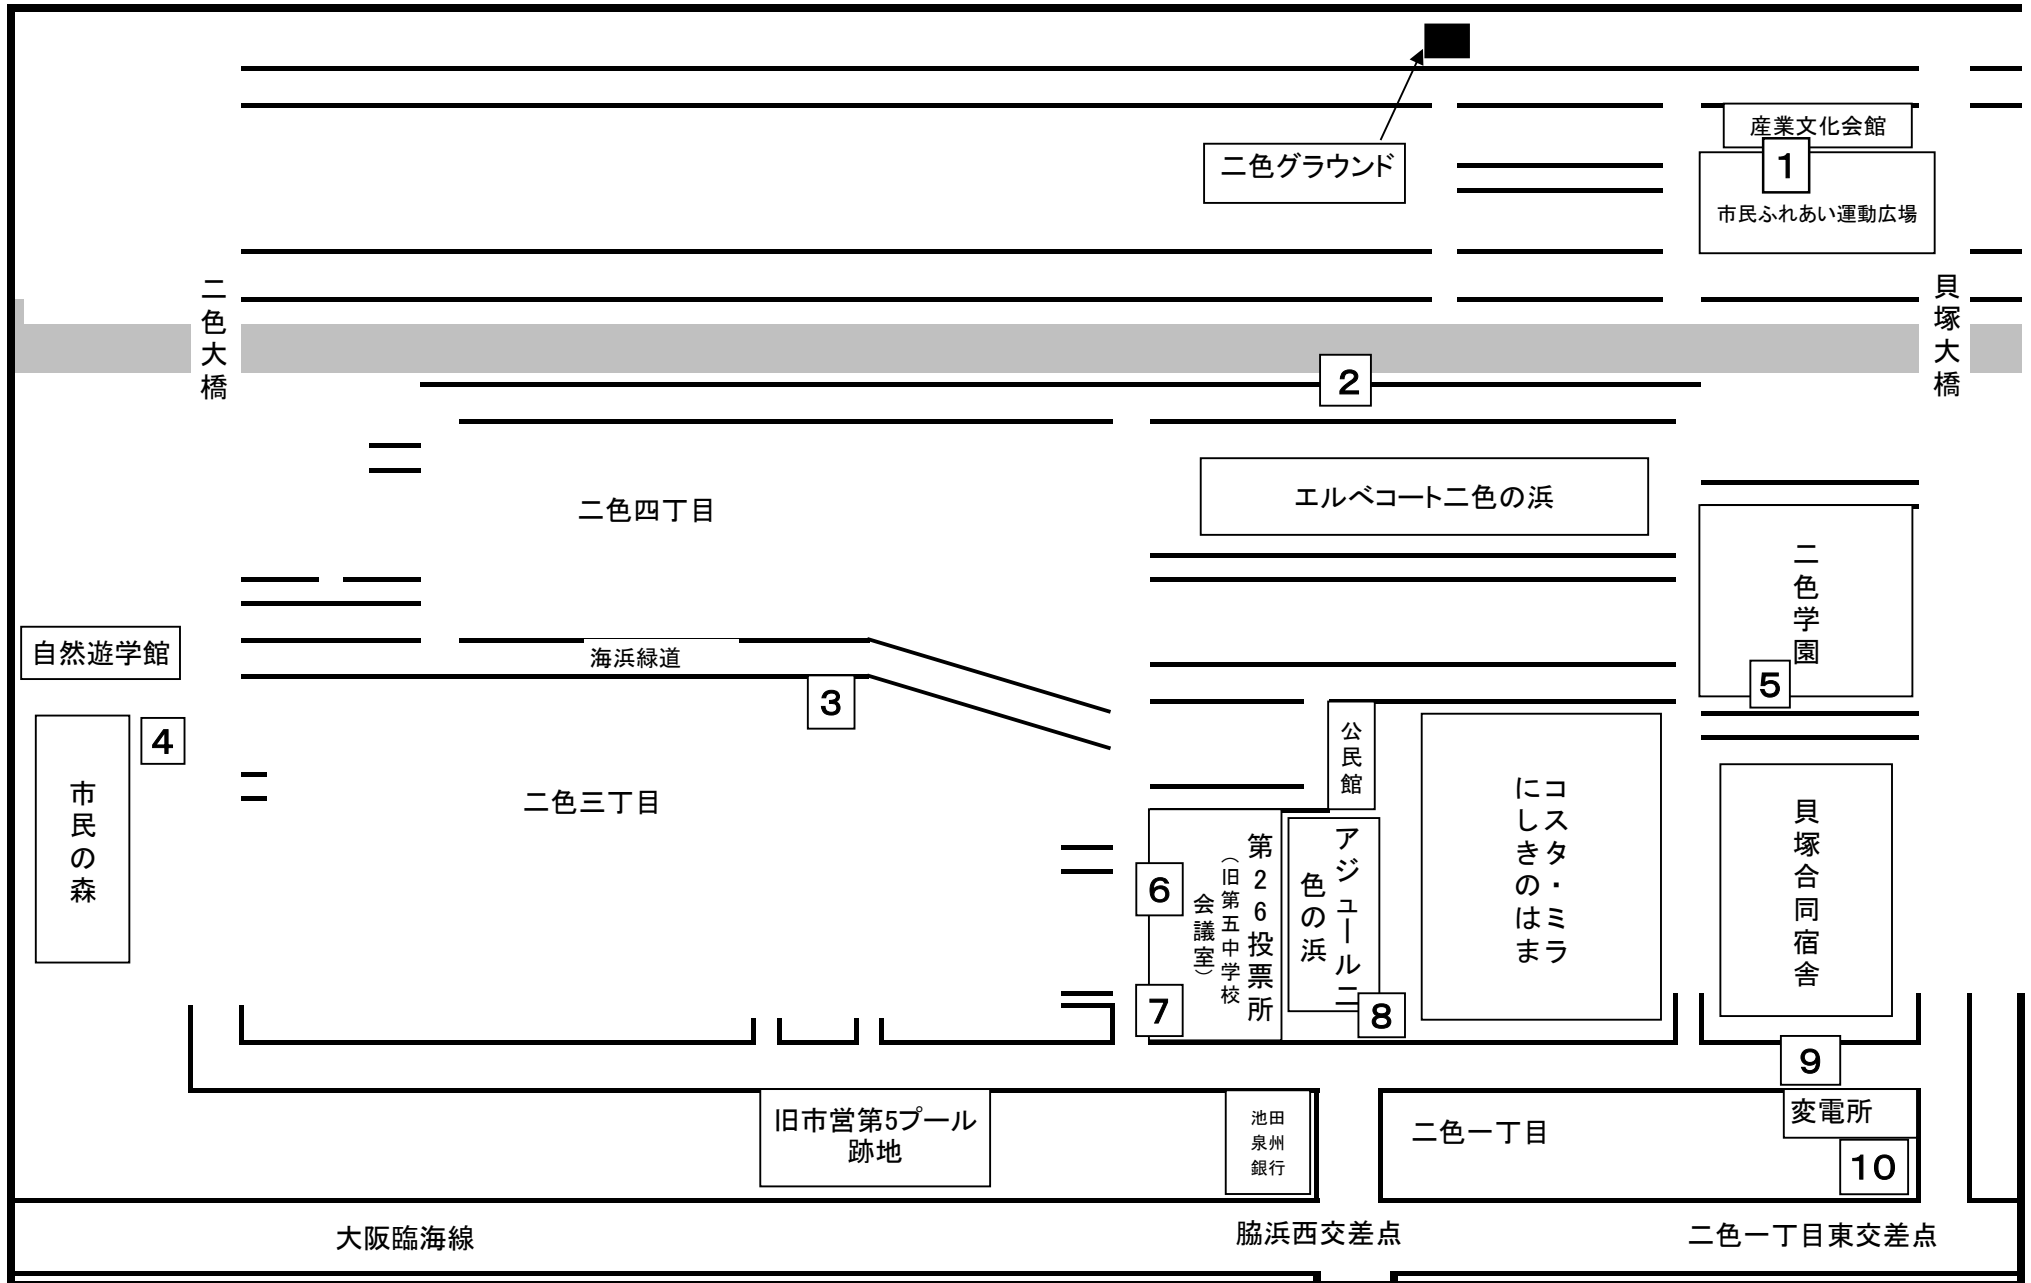 産業文化会館
1
二色グラウンド
市民ふれあい運動広場
二色大橋
貝塚大橋
2
二色四丁目
エルベコート二色の浜
二色学園
5
自然遊学館
海浜緑道
3
4
市民の森
二色三丁目
公民館
コスタ・ミラ
にしきのはま
貝塚合同宿舎
第26投票所
（旧第五中学校
会議室）
6
7
アジュール二
色の浜
8
9
旧市営第5プール
跡地
池田
泉州
銀行
二色一丁目
変電所
10
大阪臨海線
脇浜西交差点
二色一丁目東交差点